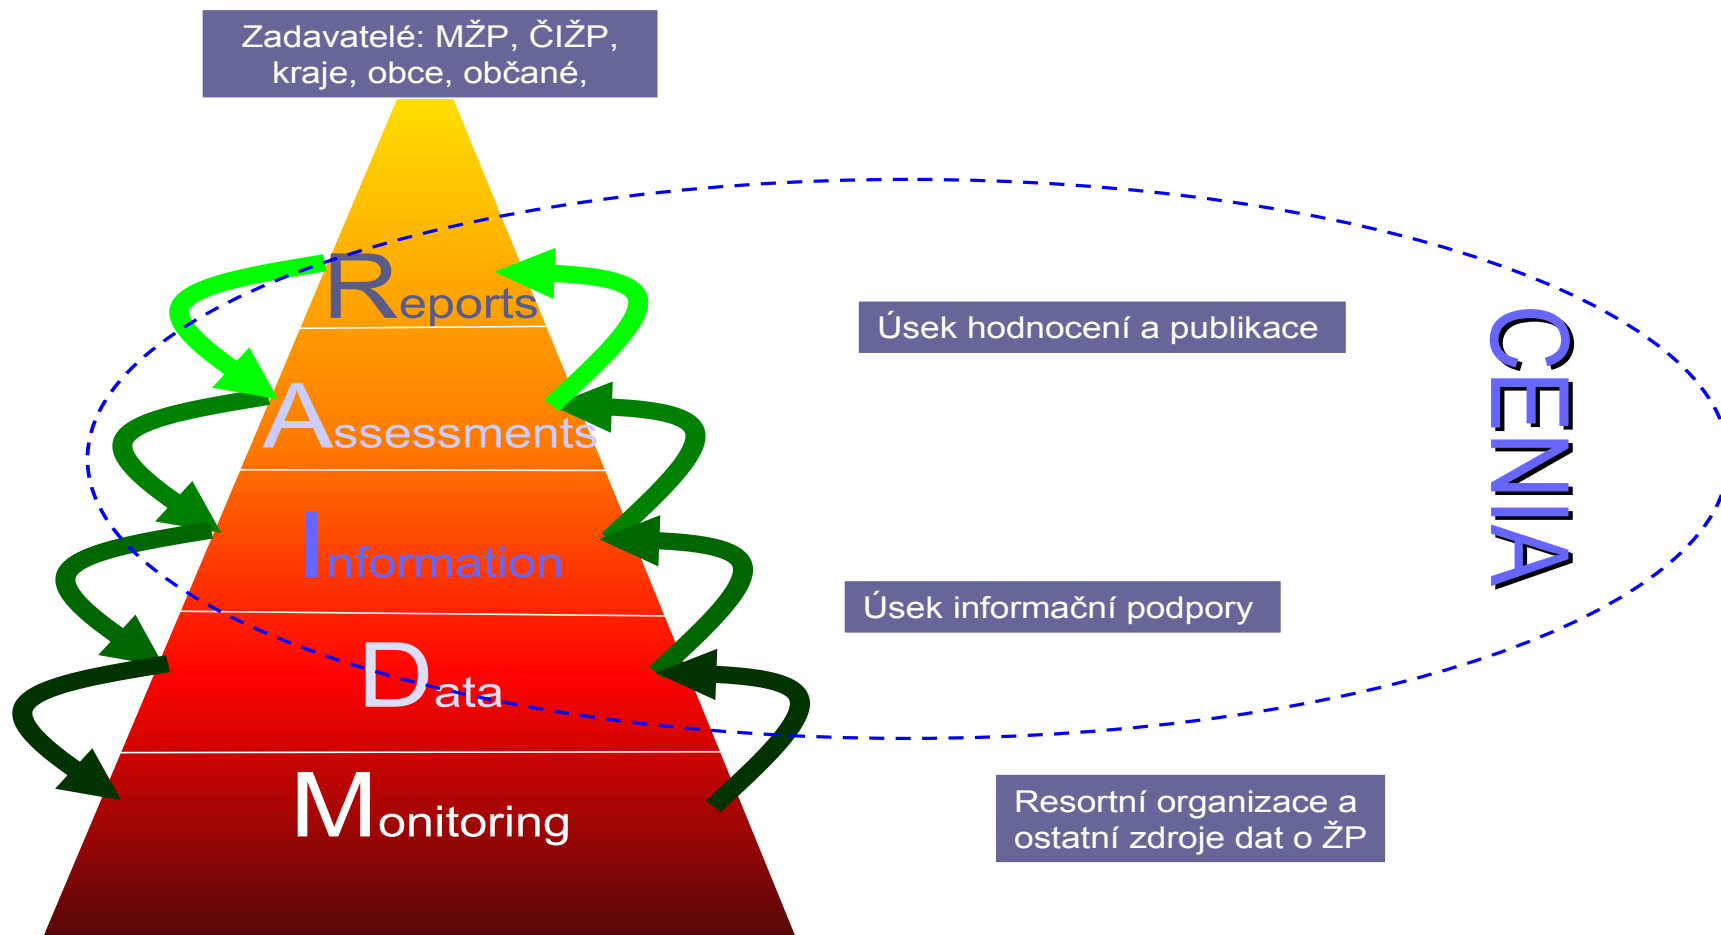 Zadavatelé: MŽP, ČIŽP,
kraje, obce, občané,
Reports
Úsek hodnocení a publikace
Assessments
Information
Úsek informační podpory
Data
Monitoring
Resortní organizace a
ostatní zdroje dat o ŽP
CENIA